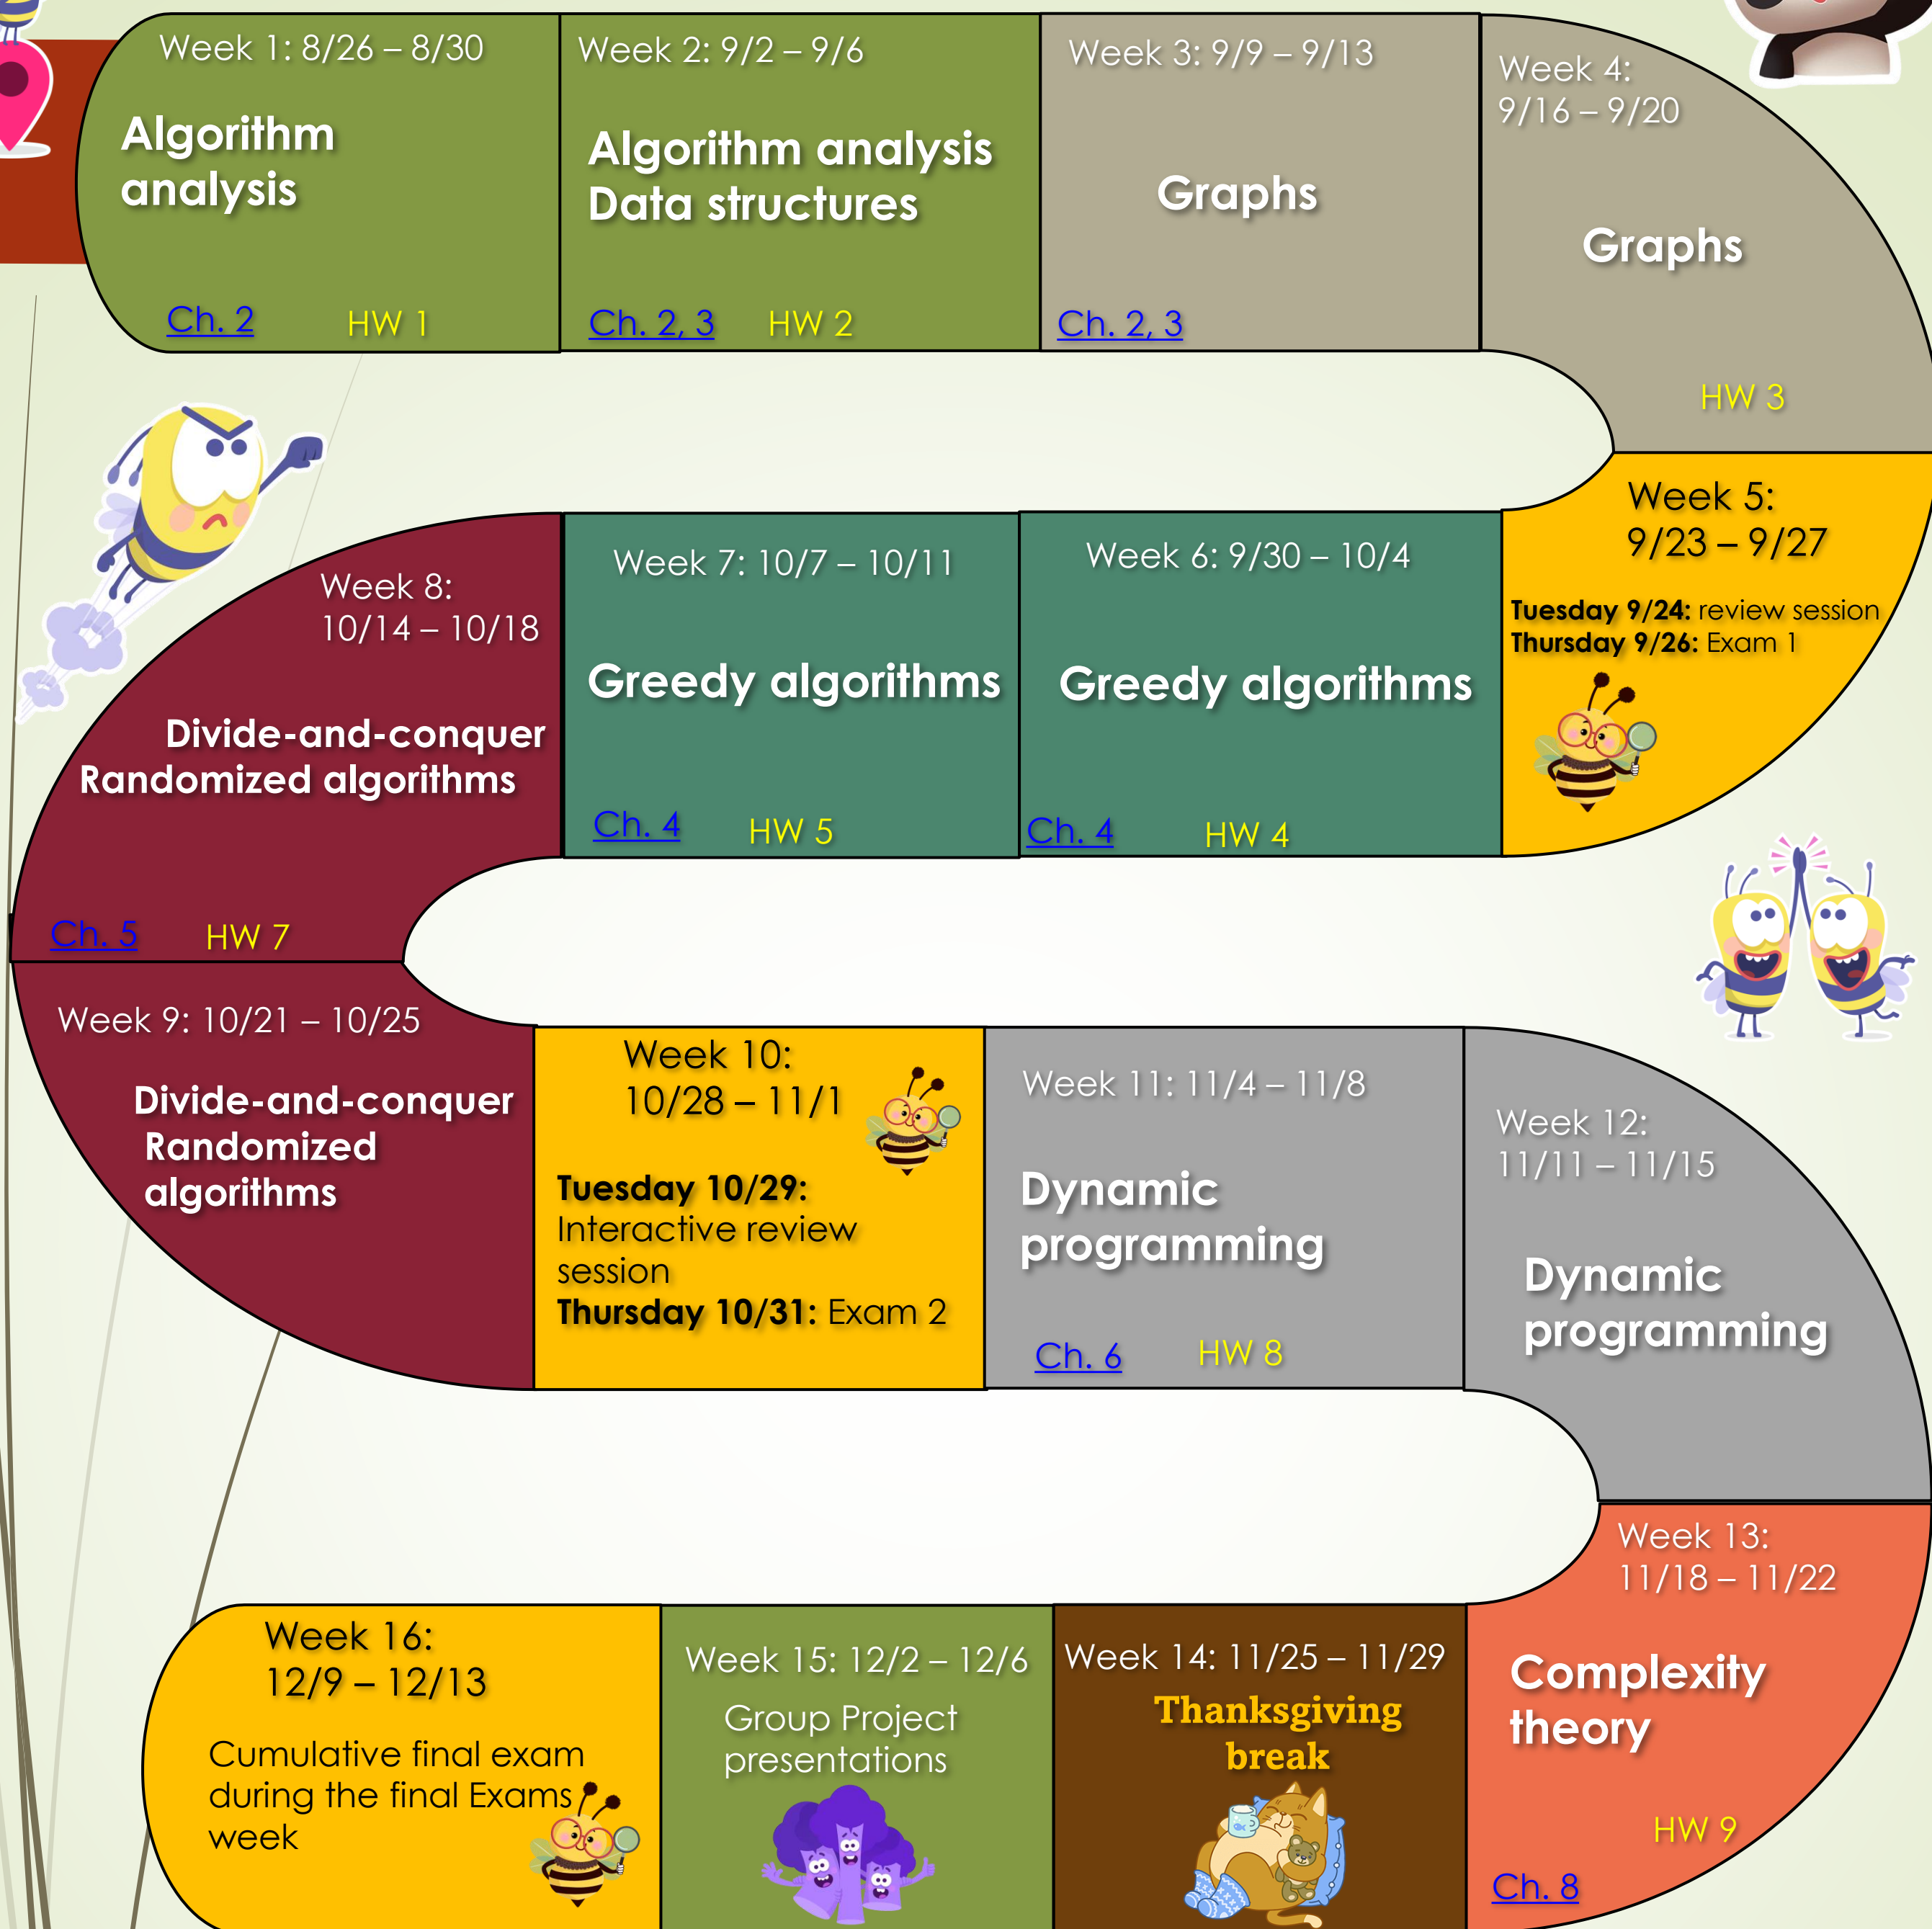 Week 1: 8/26 – 8/30
Algorithm
analysis
Ch. 2
HW 1
Week 2: 9/2 – 9/6
Algorithm analysis
Data structures
Ch. 2, 3
HW 2
Week 3: 9/9 – 9/13
Graphs
Ch. 2, 3
Week 4:
9/16 – 9/20
Graphs
HW 3
Week 5:
9/23 – 9/27
Tuesday 9/24: review session
Thursday 9/26: Exam 1
Week 6: 9/30 – 10/4
Greedy algorithms
Ch. 4
HW 4
Week 7: 10/7 – 10/11
Greedy algorithms
Ch. 4
HW 5
Week 8:
10/14 – 10/18
Divide-and-conquer
Randomized algorithms
Ch. 5
HW 7
Week 9: 10/21 – 10/25
Divide-and-conquer
Randomized
algorithms
Week 10:
10/28 – 11/1
Tuesday 10/29:
Interactive review
session
Thursday 10/31: Exam 2
Week 11: 11/4 – 11/8
Dynamic
programming
Ch. 6
HW 8
Week 12:
11/11 – 11/15
Dynamic
programming
Week 13:
11/18 – 11/22
Complexity
theory
HW 9
Ch. 8
Week 14: 11/25 – 11/29
Thanksgiving
break
Week 15: 12/2 – 12/6
Group Project
presentations
Week 16:
12/9 – 12/13
Cumulative final exam
during the final Exams
week